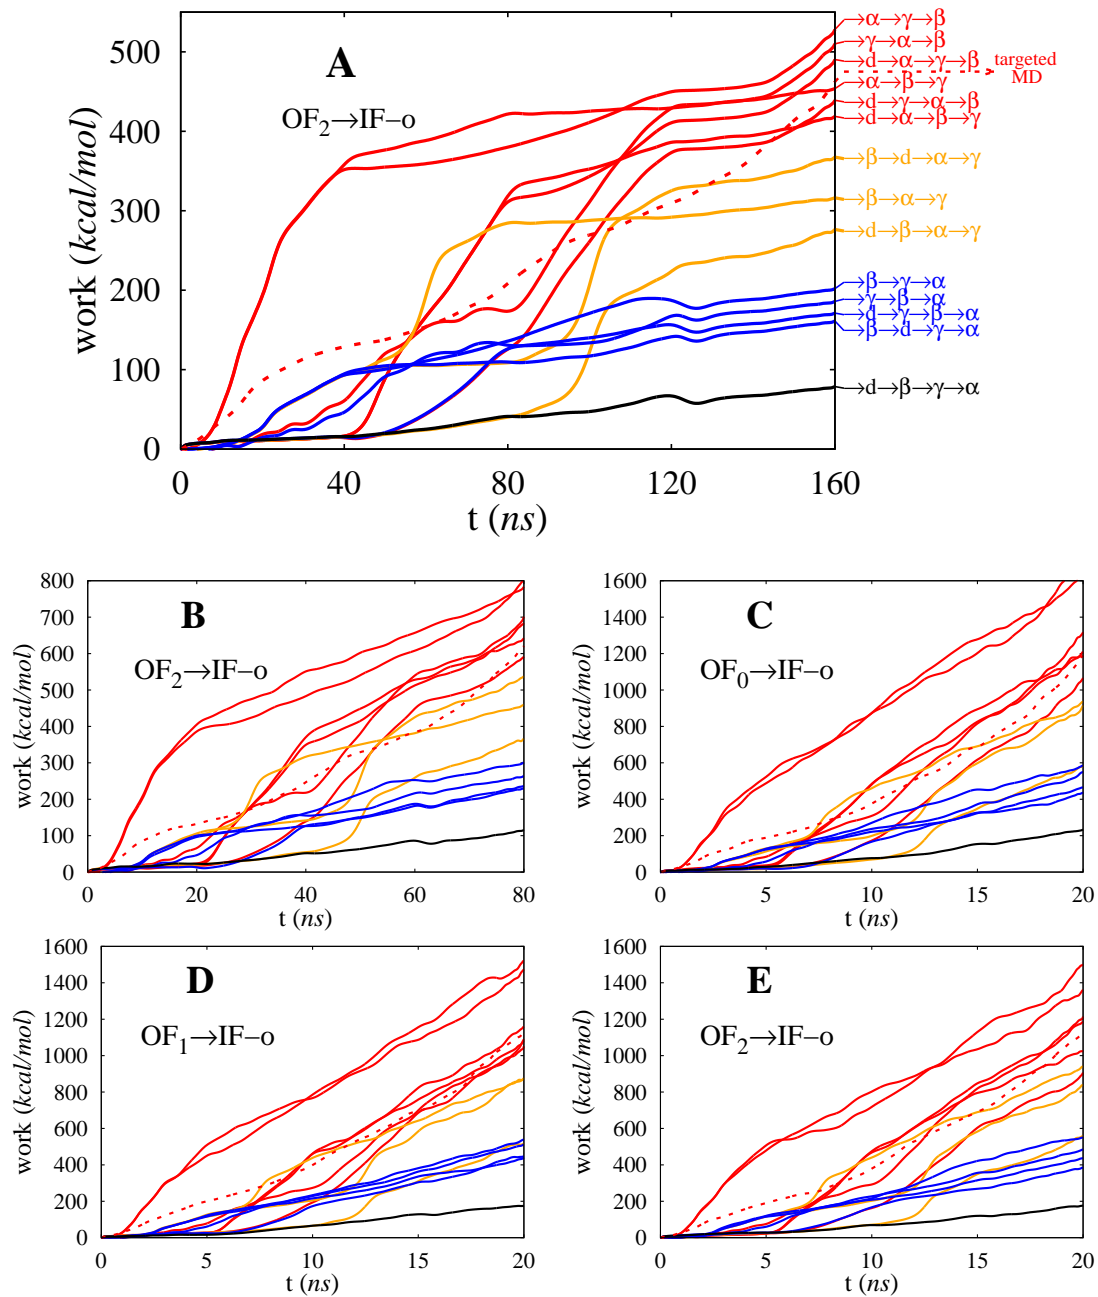 A
OF2→IF−o
work (kcal/mol)
500
400
300
200
100
0
0 40 80 120 160
t (ns)
→α→γ→β
→γ→α→β
→d→α→γ→β
targeted
MD
→α→β→γ
→d→γ→α→β
→d→α→β→γ
→β→d→α→γ
→β→α→γ
→d→β→α→γ
→β→γ→α
→γ→β→α
→d→γ→β→α
→β→d→γ→α
→d→β→γ→α
B
OF2→IF−o
work (kcal/mol)
800
700
600
500
400
300
200
100
0
0 20 40 60 80
t (ns)
C
OF0→IF−o
work (kcal/mol)
1600
1400
1200
1000
800
600
400
200
0
0 5 10 15 20
t (ns)
D
OF1→IF−o
work (kcal/mol)
1600
1400
1200
1000
800
600
400
200
0
0 5 10 15 20
t (ns)
E
OF2→IF−o
work (kcal/mol)
1600
1400
1200
1000
800
600
400
200
0
0 5 10 15 20
t (ns)